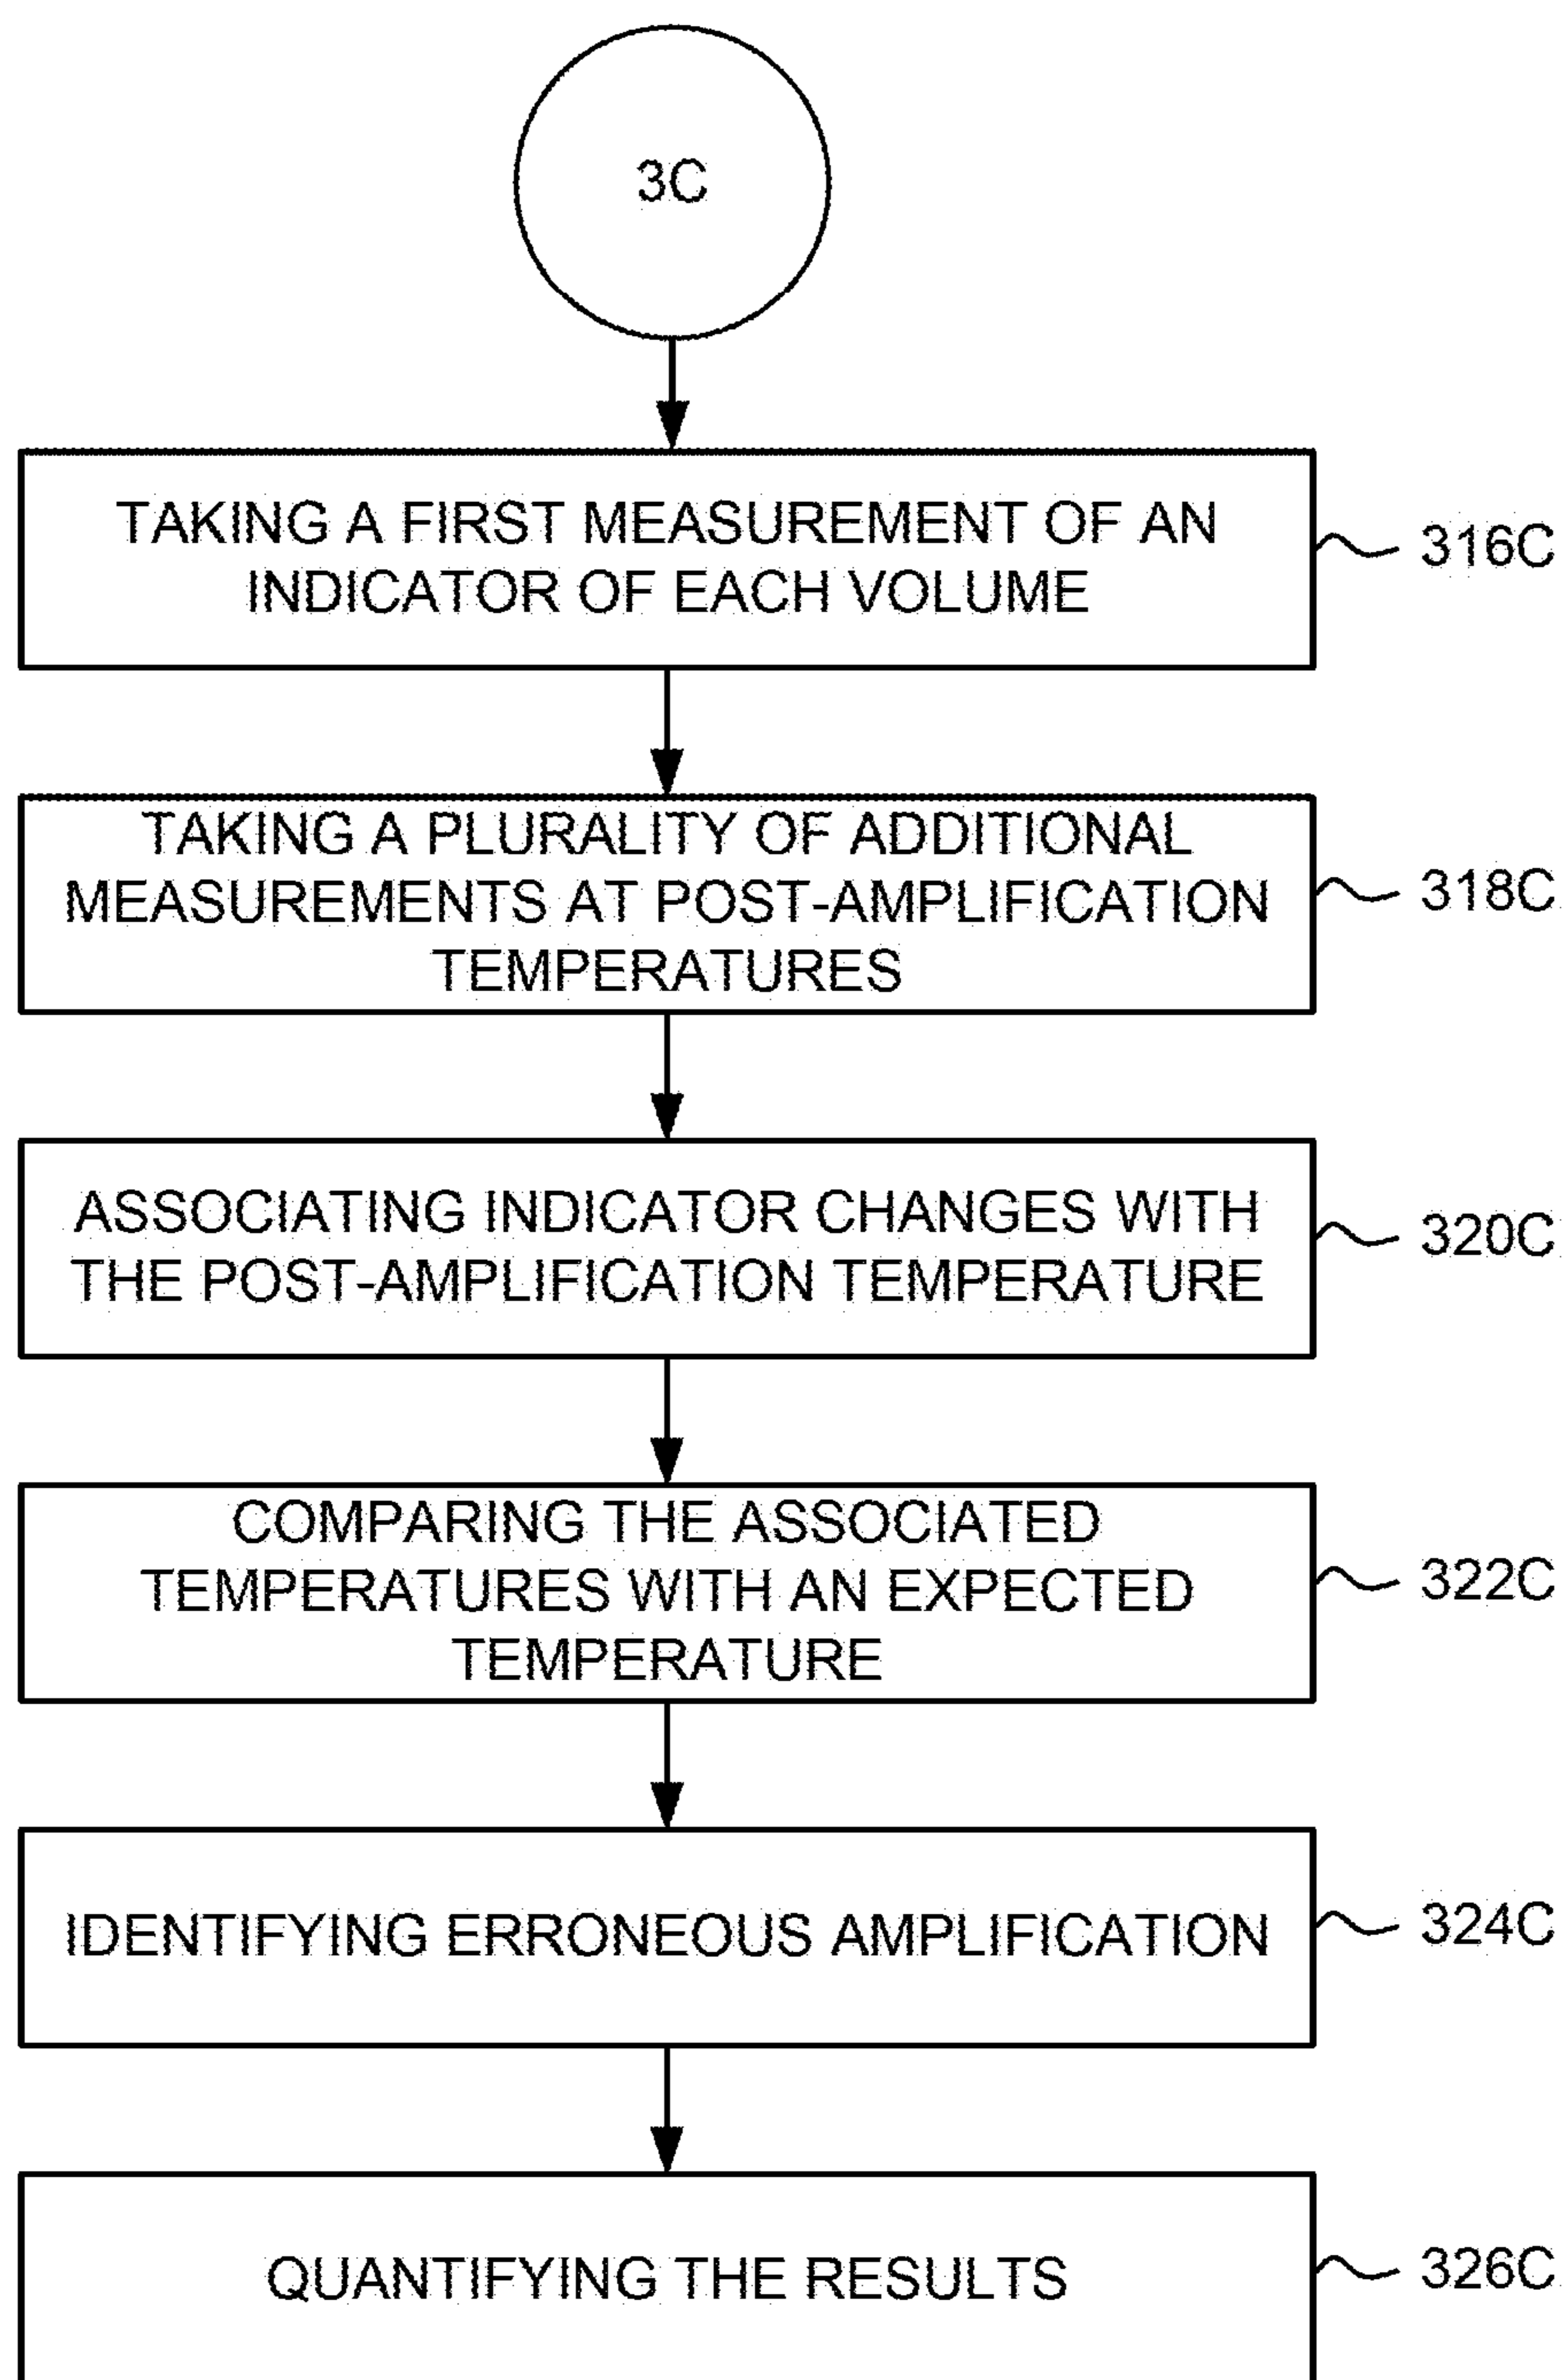 3C
TAKING A FIRST MEASUREMENT OF AN
INDICATOR OF EACH VOLUME
316C
TAKING A PLURALITY OF ADDITIONAL
MEASUREMENTS AT POST-AMPLIFICATION
TEMPERATURES
318C
ASSOCIATING INDICATOR CHANGES WITH
THE POST-AMPLIFICATION TEMPERATURE
320C
COMPARING THE ASSOCIATED
TEMPERATURES WITH AN EXPECTED
TEMPERATURE
322C
IDENTIFYING ERRONEOUS AMPLIFICATION
324C
QUANTIFYING THE RESULTS
326C